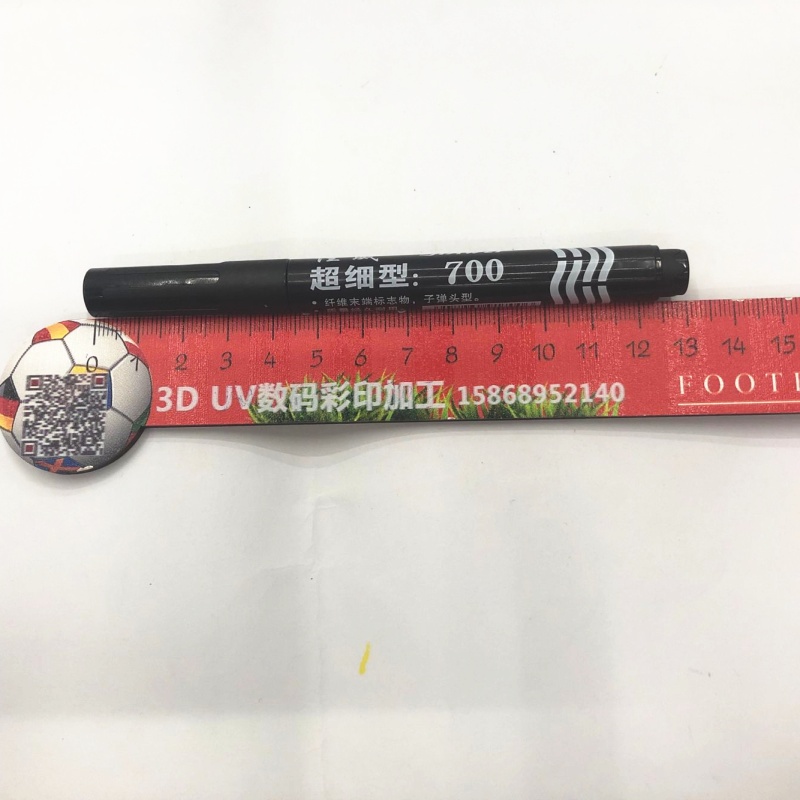 超细型：700
• 纤维末端标志物，子弹头型。
0 1 2 3 4 5 6 7 8 9 10 11 12 13 14 15
3D UV数码彩印加工 15868952140
FOOT